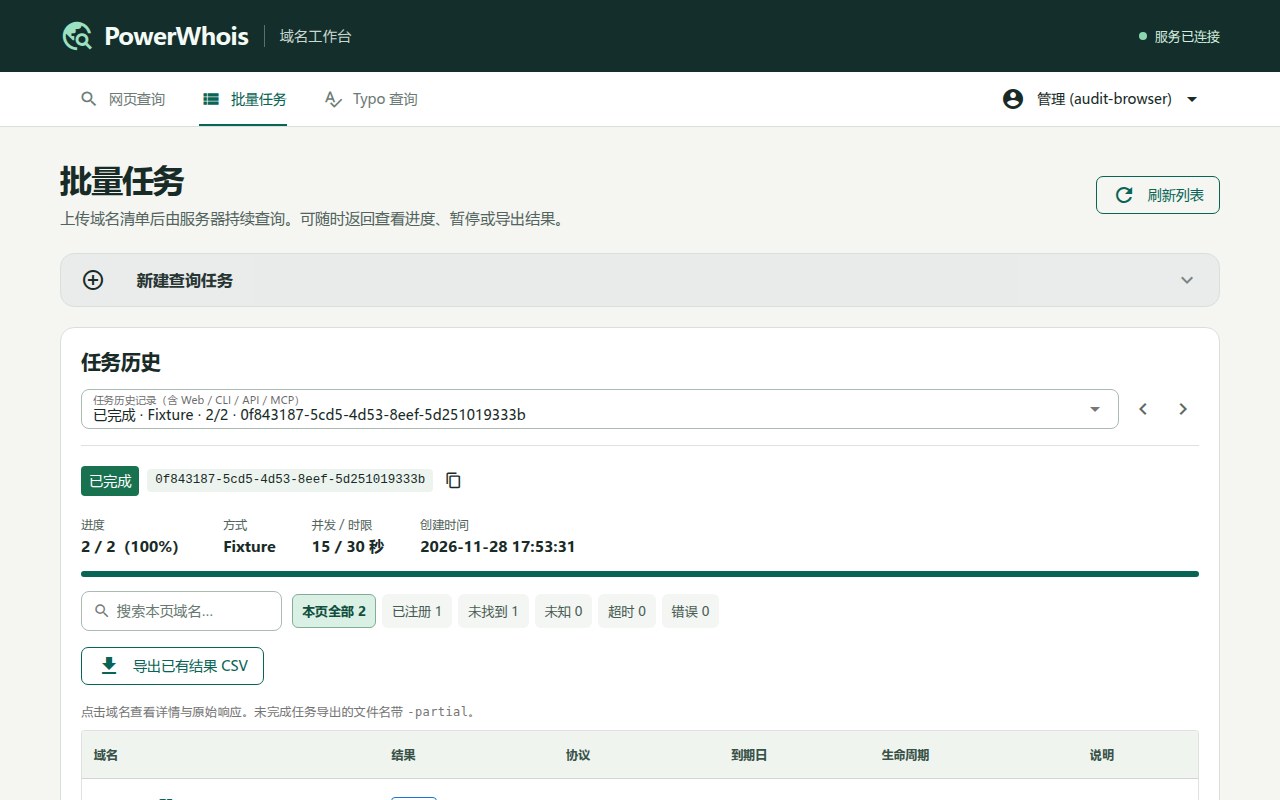 PowerWhois 域名工作台 服务已连接
网页查询 批量任务 Typo 查询 管理 (audit-browser)
批量任务
上传域名清单后由服务器持续查询。可随时返回查看进度、暂停或导出结果。
刷新列表
新建查询任务
任务历史
任务历史记录（含 Web / CLI / API / MCP）
已完成 · Fixture · 2/2 · 0f843187-5cd5-4d53-8eef-5d251019333b
已完成 0f843187-5cd5-4d53-8eef-5d251019333b
进度 方式 并发 / 时限 创建时间
2 / 2（100%） Fixture 15 / 30 秒 2026-11-28 17:53:31
搜索本页域名... 本页全部 2 已注册 1 未找到 1 未知 0 超时 0 错误 0
导出已有结果 CSV
点击域名查看详情与原始响应。未完成任务导出的文件名带 -partial。
域名 结果 协议 到期日 生命周期 说明